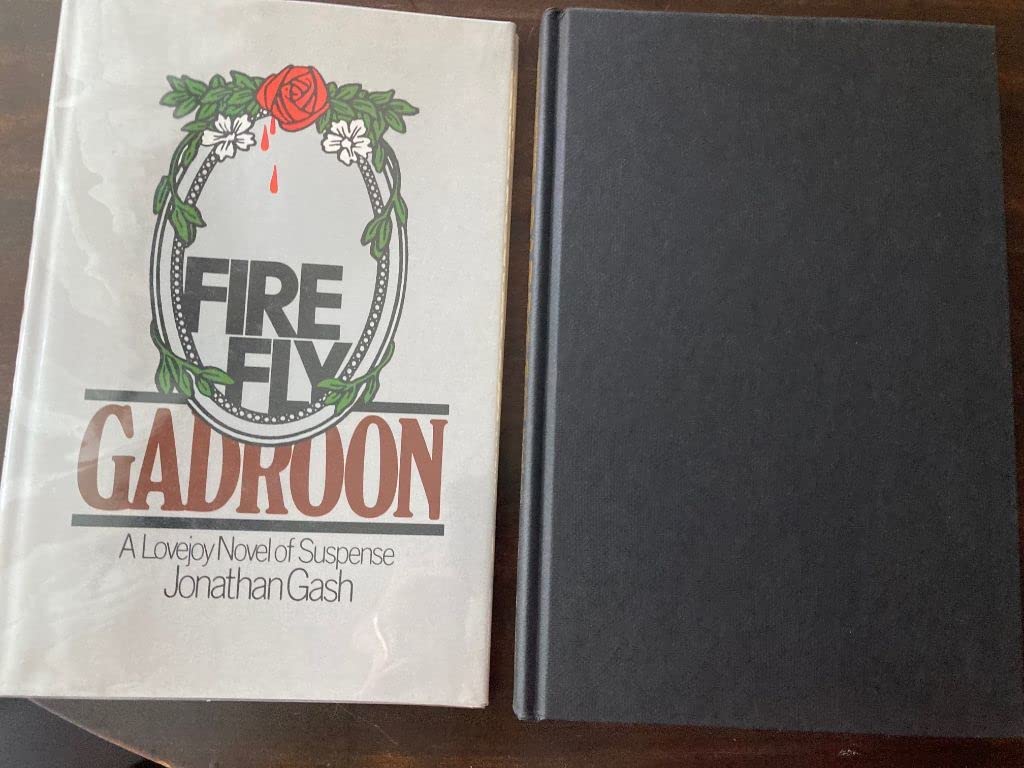 FIRE
FLY
GADROON
A Lovejoy Novel of Suspense
Jonathan Gash